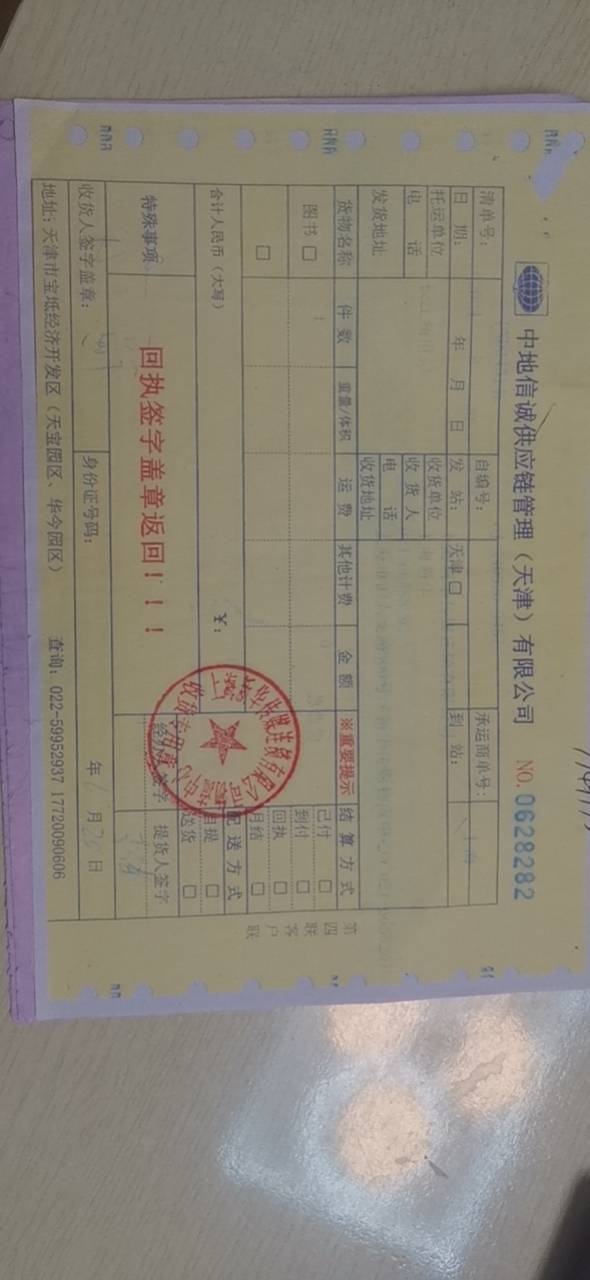 中地信诚供应链管理（天津）有限公司 NO.0628282
清单号： 自编号： 承运商单号：
日 期： 年 月 日 发 站： 天津□ 到 站：
托运单位 收货单位
电 话 收 货 人
发货地址 电 话
收货地址
货物名称 件 数 重量/体积 运 费 其他计费 金 额 ※重要提示 结 算 方 式
图书 □ 已付 □
到付 □
□ 回执 □
月结 □
合计人民币（大写） ¥： 配 送 方 式
自提 □
送货 □
特殊事项 回执签字盖章返回！！！ 经办人签字 提货人签字
收货人签字盖章： 身份证号码： 年 月 日
地址：天津市宝坻经济开发区（天宝园区、华今园区） 查询：022-59952937 17720090606
第四联 客户联